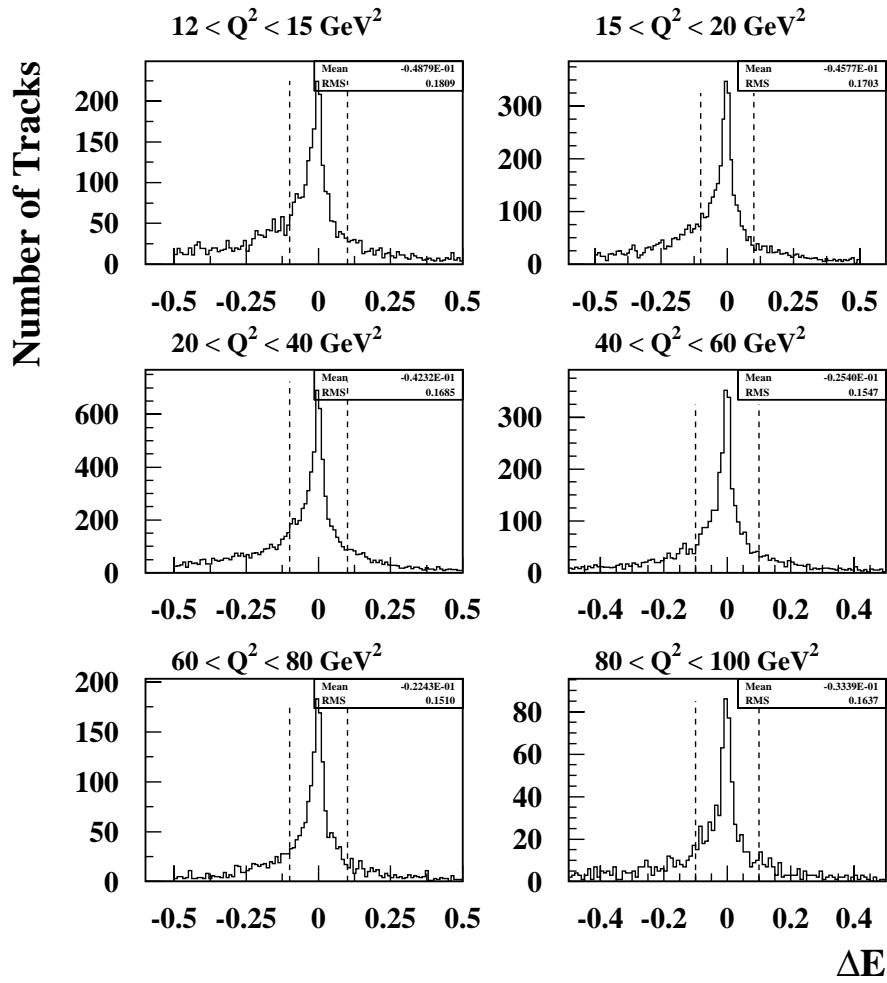 12 < Q² < 15 GeV²
15 < Q² < 20 GeV²
Number of Tracks
Mean -0.4879E-01
RMS 0.1809
200
150
100
50
0
-0.5 -0.25 0 0.25 0.5
Mean -0.4577E-01
RMS 0.1703
300
200
100
0
-0.5 -0.25 0 0.25 0.5
20 < Q² < 40 GeV²
40 < Q² < 60 GeV²
Mean -0.4232E-01
RMS 0.1685
600
400
200
0
-0.5 -0.25 0 0.25 0.5
Mean -0.2540E-01
RMS 0.1547
300
200
100
0
-0.4 -0.2 0 0.2 0.4
60 < Q² < 80 GeV²
80 < Q² < 100 GeV²
Mean -0.2243E-01
RMS 0.1510
200
150
100
50
0
-0.5 -0.25 0 0.25 0.5
Mean -0.3339E-01
RMS 0.1637
80
60
40
20
0
-0.4 -0.2 0 0.2 0.4
ΔE